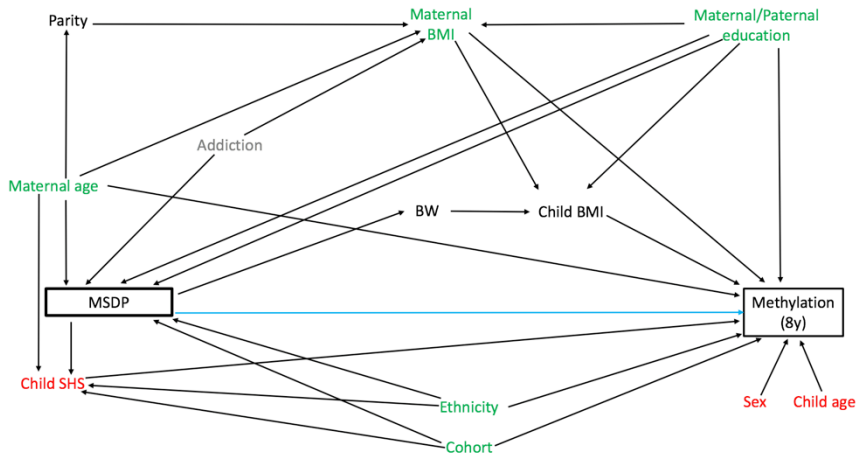 Parity
Maternal
BMI
Maternal/Paternal
education
Addiction
Maternal age
BW
Child BMI
MSDP
Methylation
(8y)
Child SHS
Ethnicity
Sex
Child age
Cohort